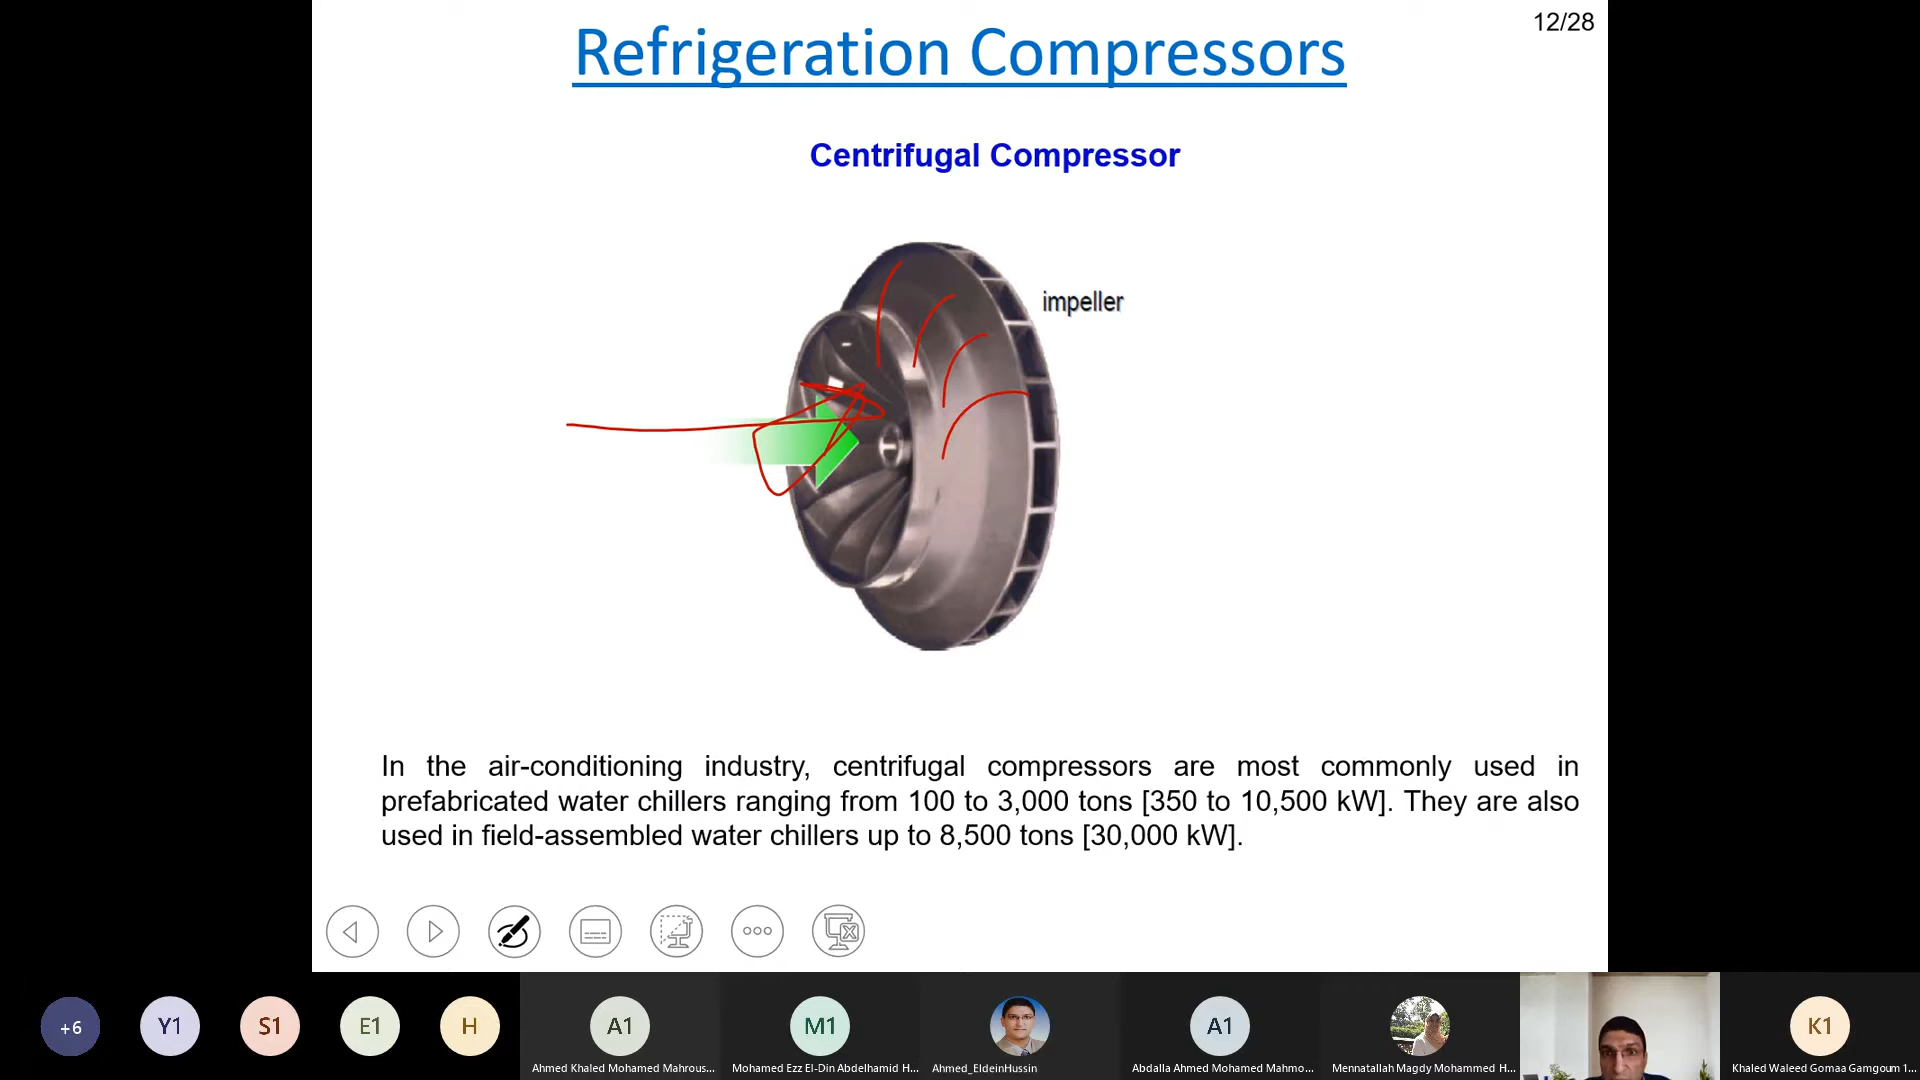 12/28
Refrigeration Compressors
Centrifugal Compressor
impeller
In the air-conditioning industry, centrifugal compressors are most commonly used in
prefabricated water chillers ranging from 100 to 3,000 tons [350 to 10,500 kW]. They are also
used in field-assembled water chillers up to 8,500 tons [30,000 kW].
+6
Y1
S1
E1
H
A1
M1
A1
K1
Ahmed Khaled Mohamed Mahrous...
Mohamed Ezz El-Din Abdelhamid H...
Ahmed_EldeinHussin
Abdalla Ahmed Mohamed Mahmo...
Mennatallah Magdy Mohammed H...
Khaled Waleed Gomaa Gamgoum 1...